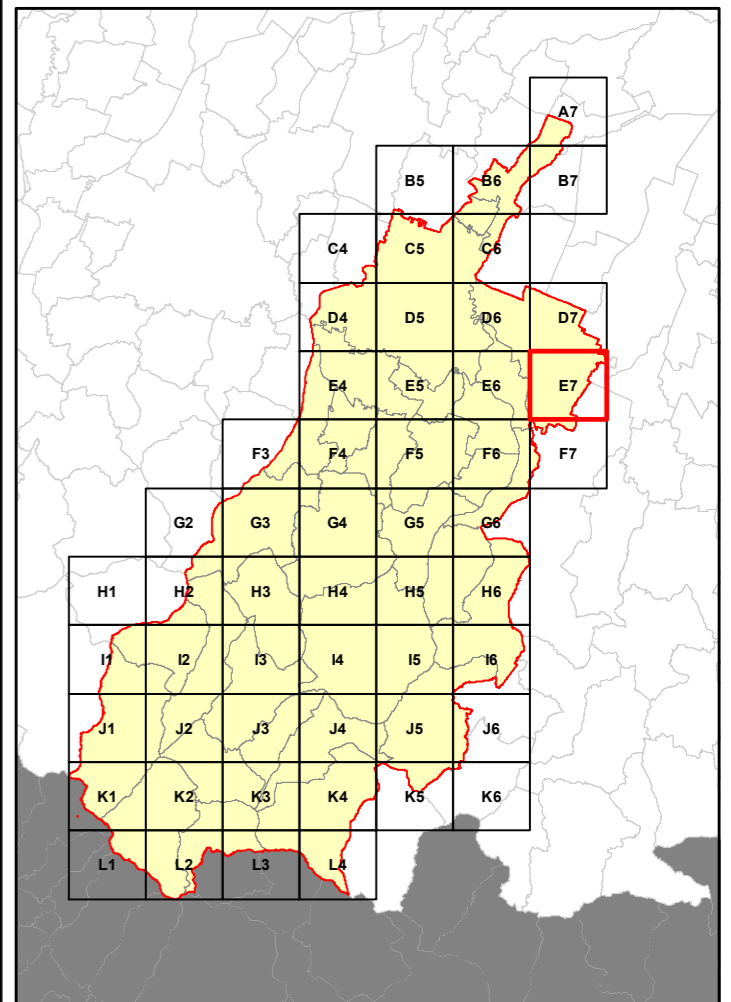 A7
B5 B6 B7
C4 C5 C6
D4 D5 D6 D7
E4 E5 E6 E7
F3 F4 F5 F6 F7
G2 G3 G4 G5 G6
H1 H2 H3 H4 H5 H6
I1 I2 I3 I4 I5 I6
J1 J2 J3 J4 J5 J6
K1 K2 K3 K4 K5 K6
L1 L2 L3 L4